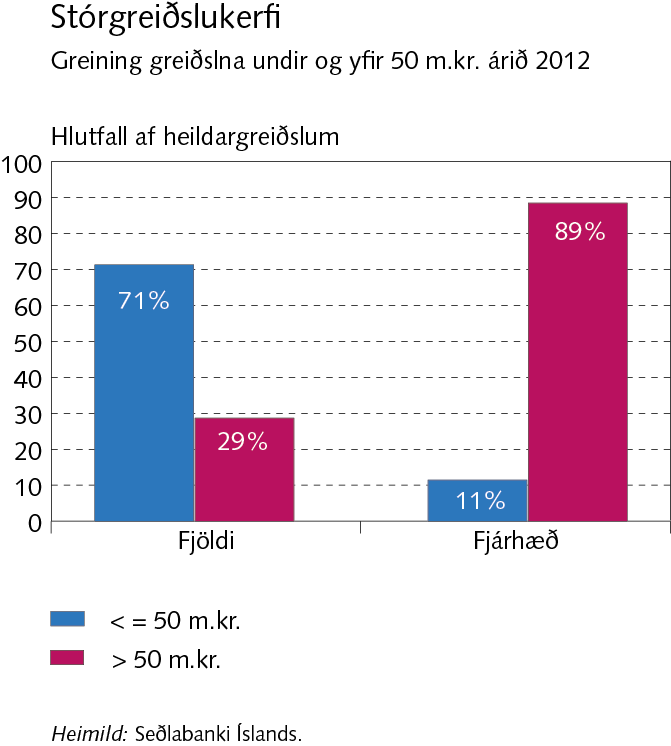 Stórgreiðslukerfi
Greining greiðslna undir og yfir 50 m.kr. árið 2012
Hlutfall af heildargreiðslum
100
90
80
70
60
50
40
30
20
10
0
71%
29%
11%
89%
Fjöldi
Fjárhæð
< = 50 m.kr.
> 50 m.kr.
Heimild: Seðlabanki Íslands.